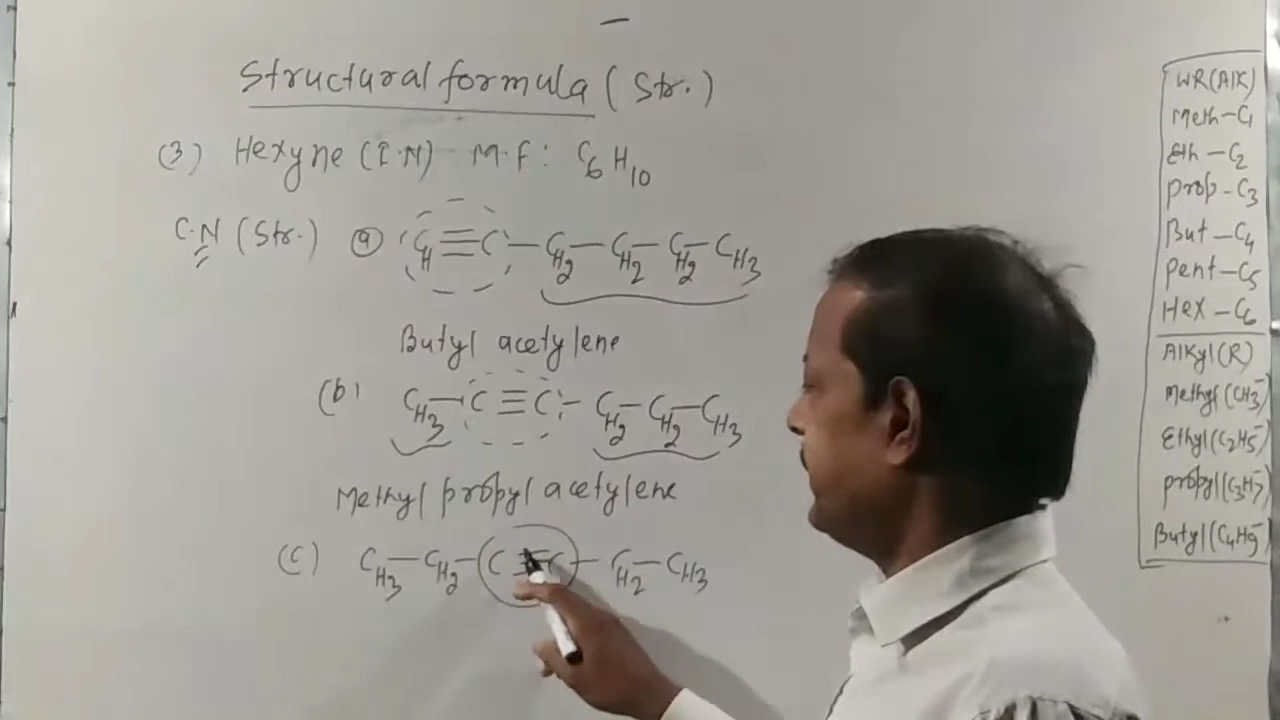 Structural formula (Str.)
(3) Hexyne (I.N) M.F: C6H10
C.N (Str.) (a) CH≡C—CH2—CH2—CH2—CH3
Butyl acetylene
(b) CH3—C≡C—CH2—CH2—CH3
Methyl propyl acetylene
(c) CH3—CH2—C≡C—CH2—CH3
WR(Alk)
Meth—C1
Eth—C2
Prop-C3
But—C4
Pent—C5
Hex—C6
Alkyl(R)
Methyl(CH3-)
Ethyl(C2H5-)
propyl(C3H7-)
Butyl(C4H9-)